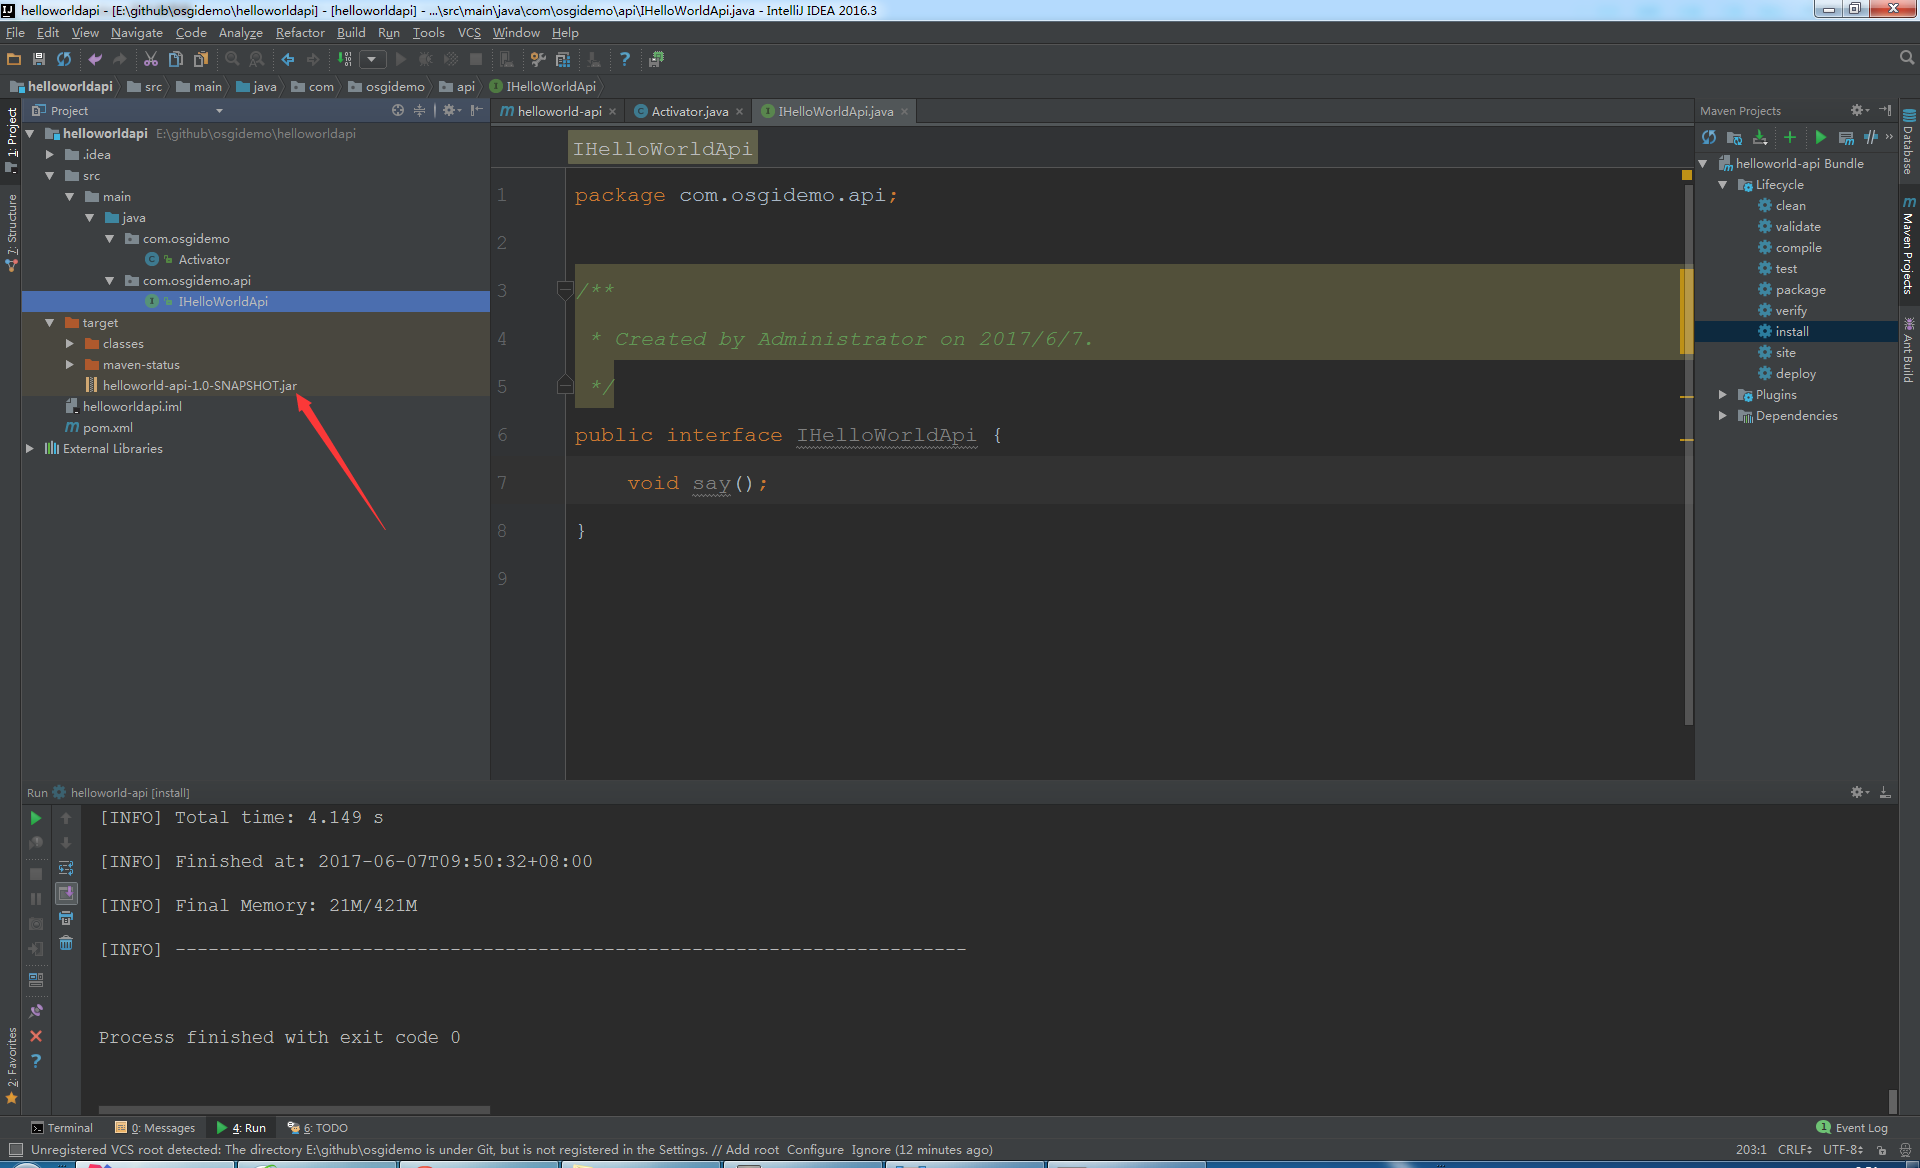 helloworldapi - [E:\github\osgidemo\helloworldapi] - [helloworldapi] - ...\src\main\java\com\osgidemo\api\IHelloWorldApi.java - IntelliJ IDEA 2016.3
File Edit View Navigate Code Analyze Refactor Build Run Tools VCS Window Help
helloworldapi src main java com osgidemo api IHelloWorldApi
Project
helloworld-api Activator.java IHelloWorldApi.java
Maven Projects
1: Project
7: Structure
2: Favorites
helloworldapi E:\github\osgidemo\helloworldapi
.idea
src
main
java
com.osgidemo
Activator
com.osgidemo.api
IHelloWorldApi
target
classes
maven-status
helloworld-api-1.0-SNAPSHOT.jar
helloworldapi.iml
pom.xml
External Libraries
IHelloWorldApi
1 package com.osgidemo.api;
2
3 /**
4 * Created by Administrator on 2017/6/7.
5 */
6 public interface IHelloWorldApi {
7 void say();
8 }
9
helloworld-api Bundle
Lifecycle
clean
validate
compile
test
package
verify
install
site
deploy
Plugins
Dependencies
Database
Maven Projects
Ant Build
Run helloworld-api [install]
[INFO] Total time: 4.149 s
[INFO] Finished at: 2017-06-07T09:50:32+08:00
[INFO] Final Memory: 21M/421M
[INFO] ------------------------------------------------------------------------
Process finished with exit code 0
Terminal 0: Messages 4: Run 6: TODO
1 Event Log
Unregistered VCS root detected: The directory E:\github\osgidemo is under Git, but is not registered in the Settings. // Add root Configure Ignore (12 minutes ago)
203:1 CRLF UTF-8